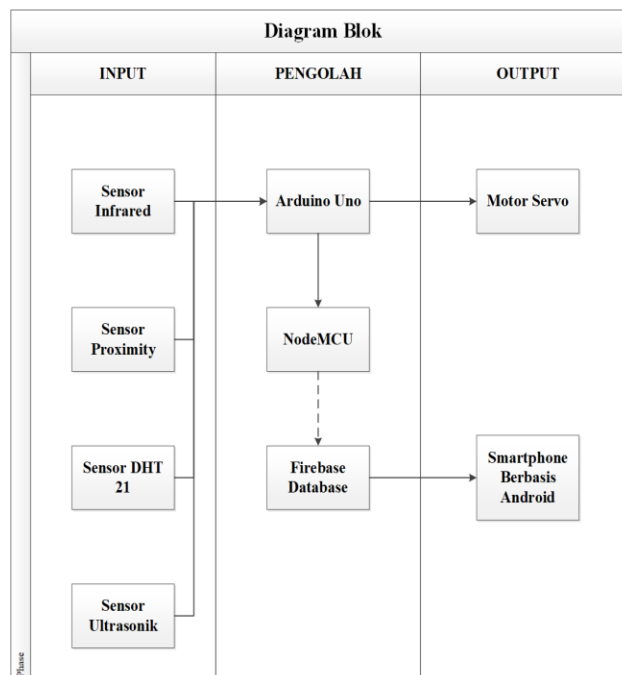 Diagram Blok
INPUT
PENGOLAH
OUTPUT
Sensor
Infrared
Arduino Uno
Motor Servo
Sensor
Proximity
NodeMCU
Sensor DHT
21
Firebase
Database
Smartphone
Berbasis
Android
Sensor
Ultrasonik
Phase